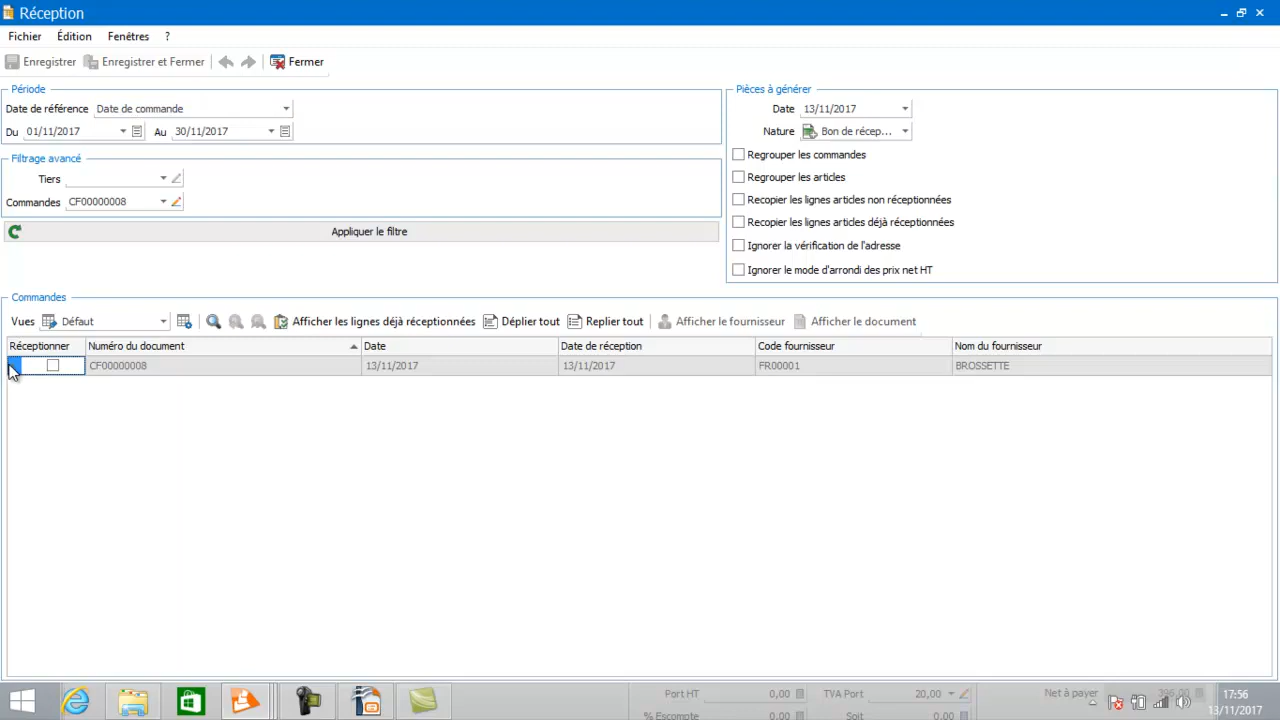 Réception
Fichier Édition Fenêtres ?
Enregistrer Enregistrer et Fermer Fermer
Période
Date de référence Date de commande
Du 01/11/2017 Au 30/11/2017
Filtrage avancé
Tiers
Commandes CF00000008
Appliquer le filtre
Pièces à générer
Date 13/11/2017
Nature Bon de récep...
Regrouper les commandes
Regrouper les articles
Recopier les lignes articles non réceptionnées
Recopier les lignes articles déjà réceptionnées
Ignorer la vérification de l'adresse
Ignorer le mode d'arrondi des prix net HT
Commandes
Vues Défaut Afficher les lignes déjà réceptionnées Déplier tout Replier tout Afficher le fournisseur Afficher le document
Réceptionner Numéro du document Date Date de réception Code fournisseur Nom du fournisseur
CF00000008 13/11/2017 13/11/2017 FR00001 BROSSETTE
Port HT 0,00 TVA Port 20,00 Net à payer
% Escompte 0,00 Soit 0,00
17:56
13/11/2017